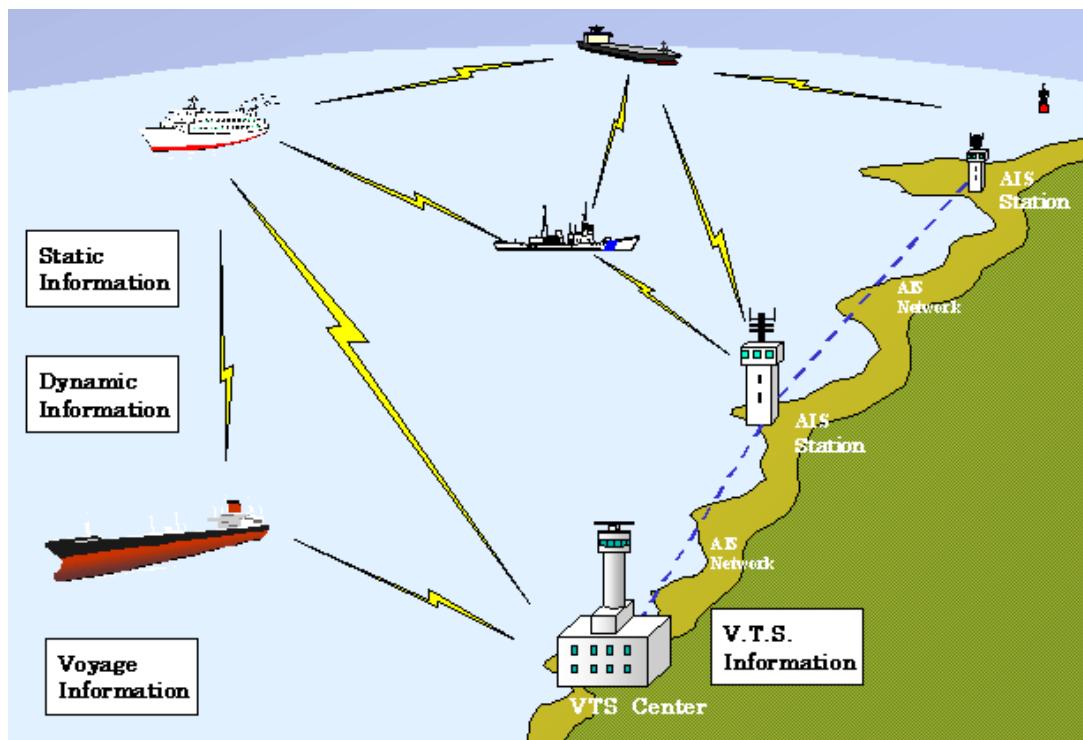 AIS
Station
Static
Information
AIS
Network
Dynamic
Information
AIS
Station
AIS
Network
V.T.S.
Information
Voyage
Information
VTS Center